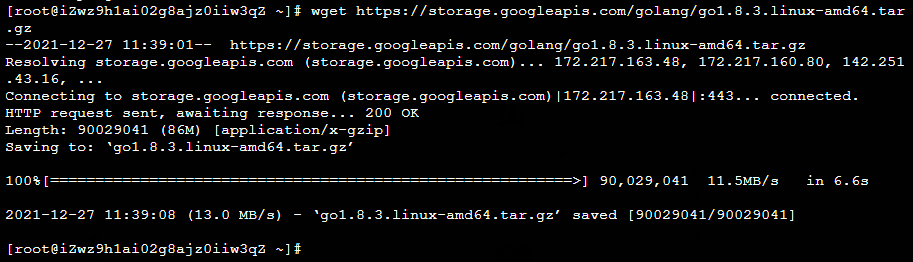 [root@iZwz9h1ai02g8ajz0iiw3qZ ~]# wget https://storage.googleapis.com/golang/go1.8.3.linux-amd64.tar
.gz
--2021-12-27 11:39:01--  https://storage.googleapis.com/golang/go1.8.3.linux-amd64.tar.gz
Resolving storage.googleapis.com (storage.googleapis.com)... 172.217.163.48, 172.217.160.80, 142.251
.43.16, ...
Connecting to storage.googleapis.com (storage.googleapis.com)|172.217.163.48|:443... connected.
HTTP request sent, awaiting response... 200 OK
Length: 90029041 (86M) [application/x-gzip]
Saving to: ‘go1.8.3.linux-amd64.tar.gz’
100%[==========================================================>] 90,029,041  11.5MB/s   in 6.6s
2021-12-27 11:39:08 (13.0 MB/s) - ‘go1.8.3.linux-amd64.tar.gz’ saved [90029041/90029041]
[root@iZwz9h1ai02g8ajz0iiw3qZ ~]#